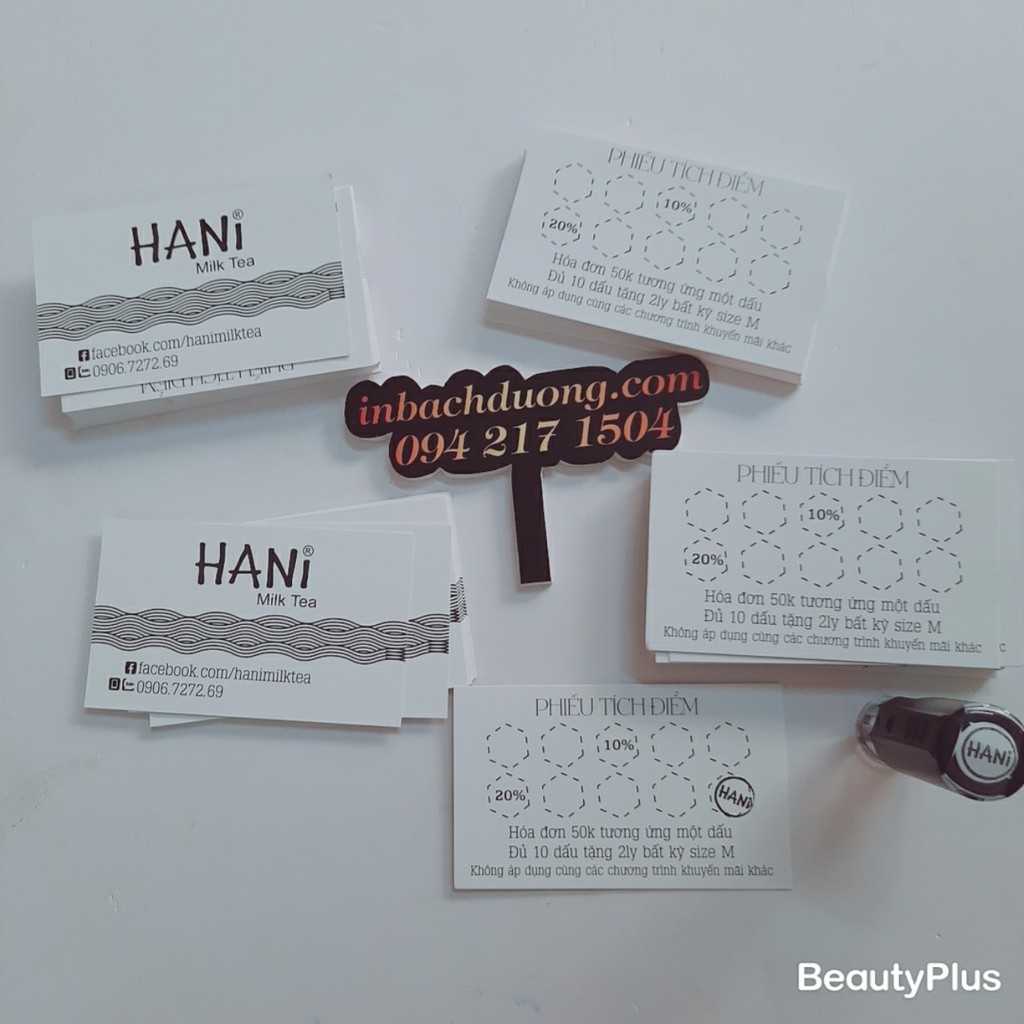 HANi®
Milk Tea
facebook.com/hanimilktea
0906.7272.69
PHIẾU TÍCH ĐIỂM
10%
20%
Hóa đơn 50k tương ứng một dấu
Đủ 10 dấu tặng 2ly bất kỳ size M
Không áp dụng cùng các chương trình khuyến mãi khác
inbachduong.com
094 217 1504
HANi®
Milk Tea
facebook.com/hanimilktea
0906.7272.69
PHIẾU TÍCH ĐIỂM
10%
20%
Hóa đơn 50k tương ứng một dấu
Đủ 10 dấu tặng 2ly bất kỳ size M
Không áp dụng cùng các chương trình khuyến mãi khác
PHIẾU TÍCH ĐIỂM
10%
20%
HANi
Hóa đơn 50k tương ứng một dấu
Đủ 10 dấu tặng 2ly bất kỳ size M
Không áp dụng cùng các chương trình khuyến mãi khác
HANi
BeautyPlus